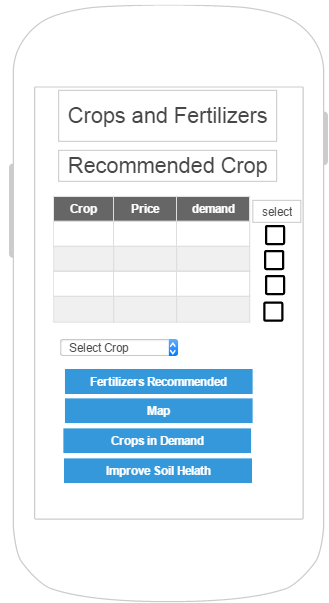 Crops and Fertilizers
Recommended Crop
Crop Price demand select
Select Crop
Fertilizers Recommended
Map
Crops in Demand
Improve Soil Helath